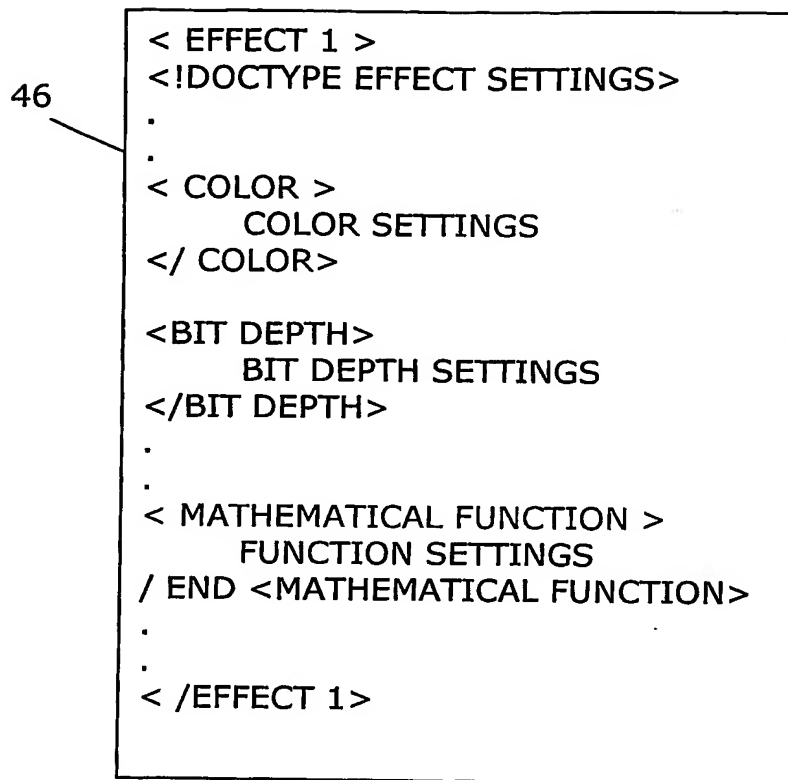 46
< EFFECT 1 >
<!DOCTYPE EFFECT SETTINGS>
.
.
< COLOR >
COLOR SETTINGS
</ COLOR>
<BIT DEPTH>
BIT DEPTH SETTINGS
</BIT DEPTH>
.
.
< MATHEMATICAL FUNCTION >
FUNCTION SETTINGS
/ END <MATHEMATICAL FUNCTION>
.
.
< /EFFECT 1>